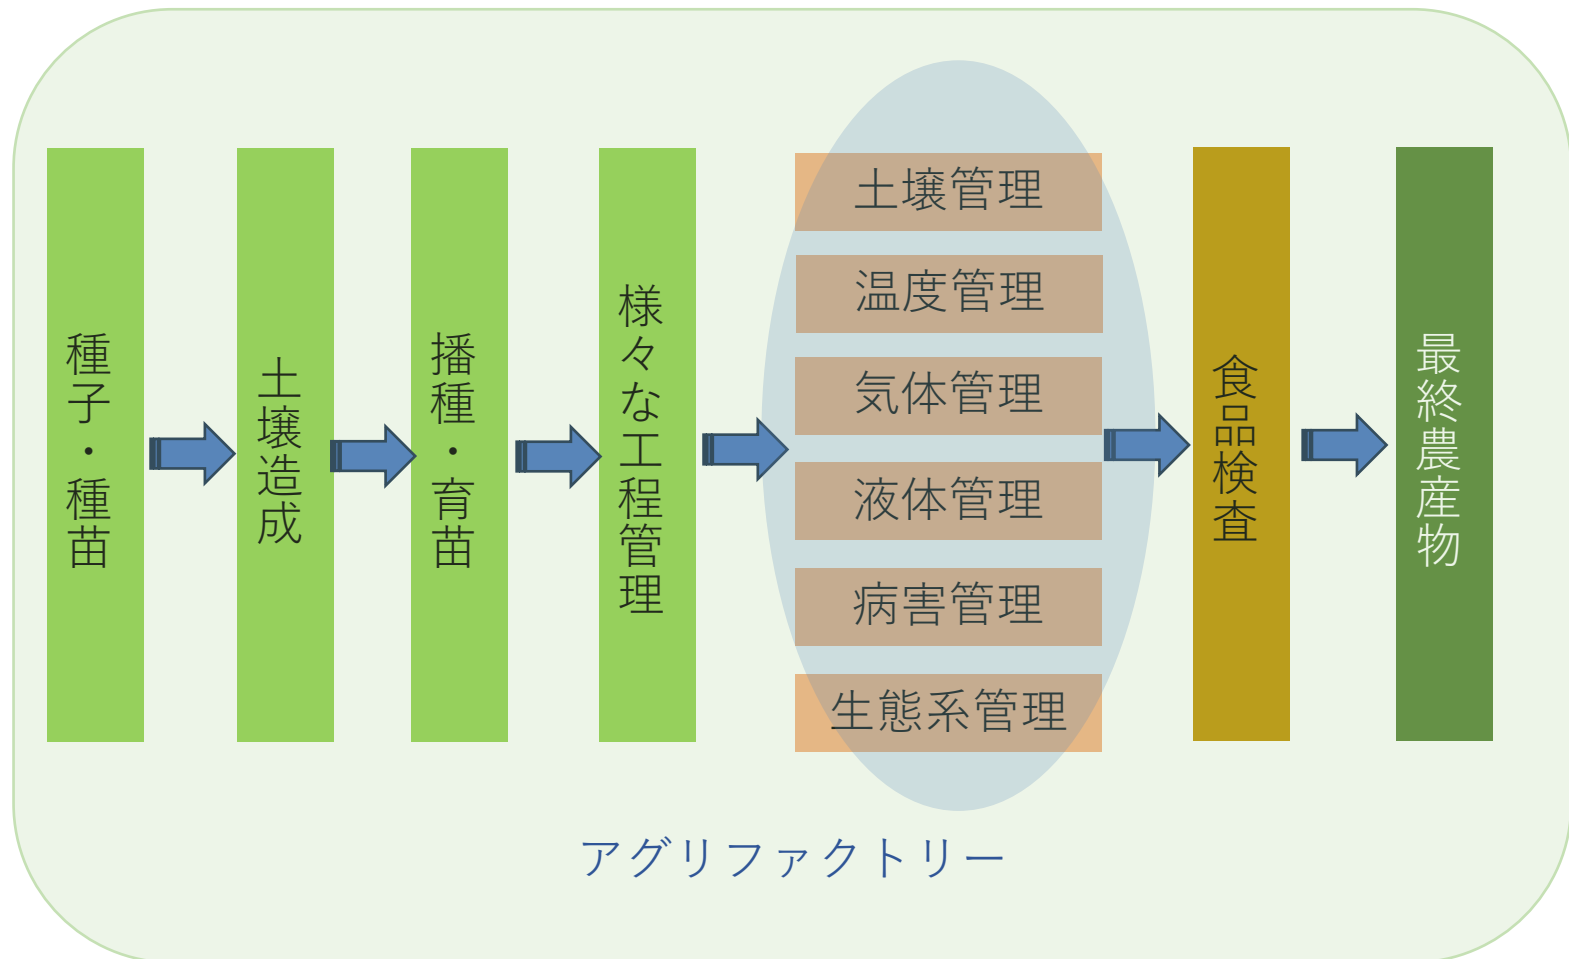 種子・種苗
土壌造成
播種・育苗
様々な工程管理
土壌管理
温度管理
気体管理
液体管理
病害管理
生態系管理
食品検査
最終農産物
アグリファクトリー